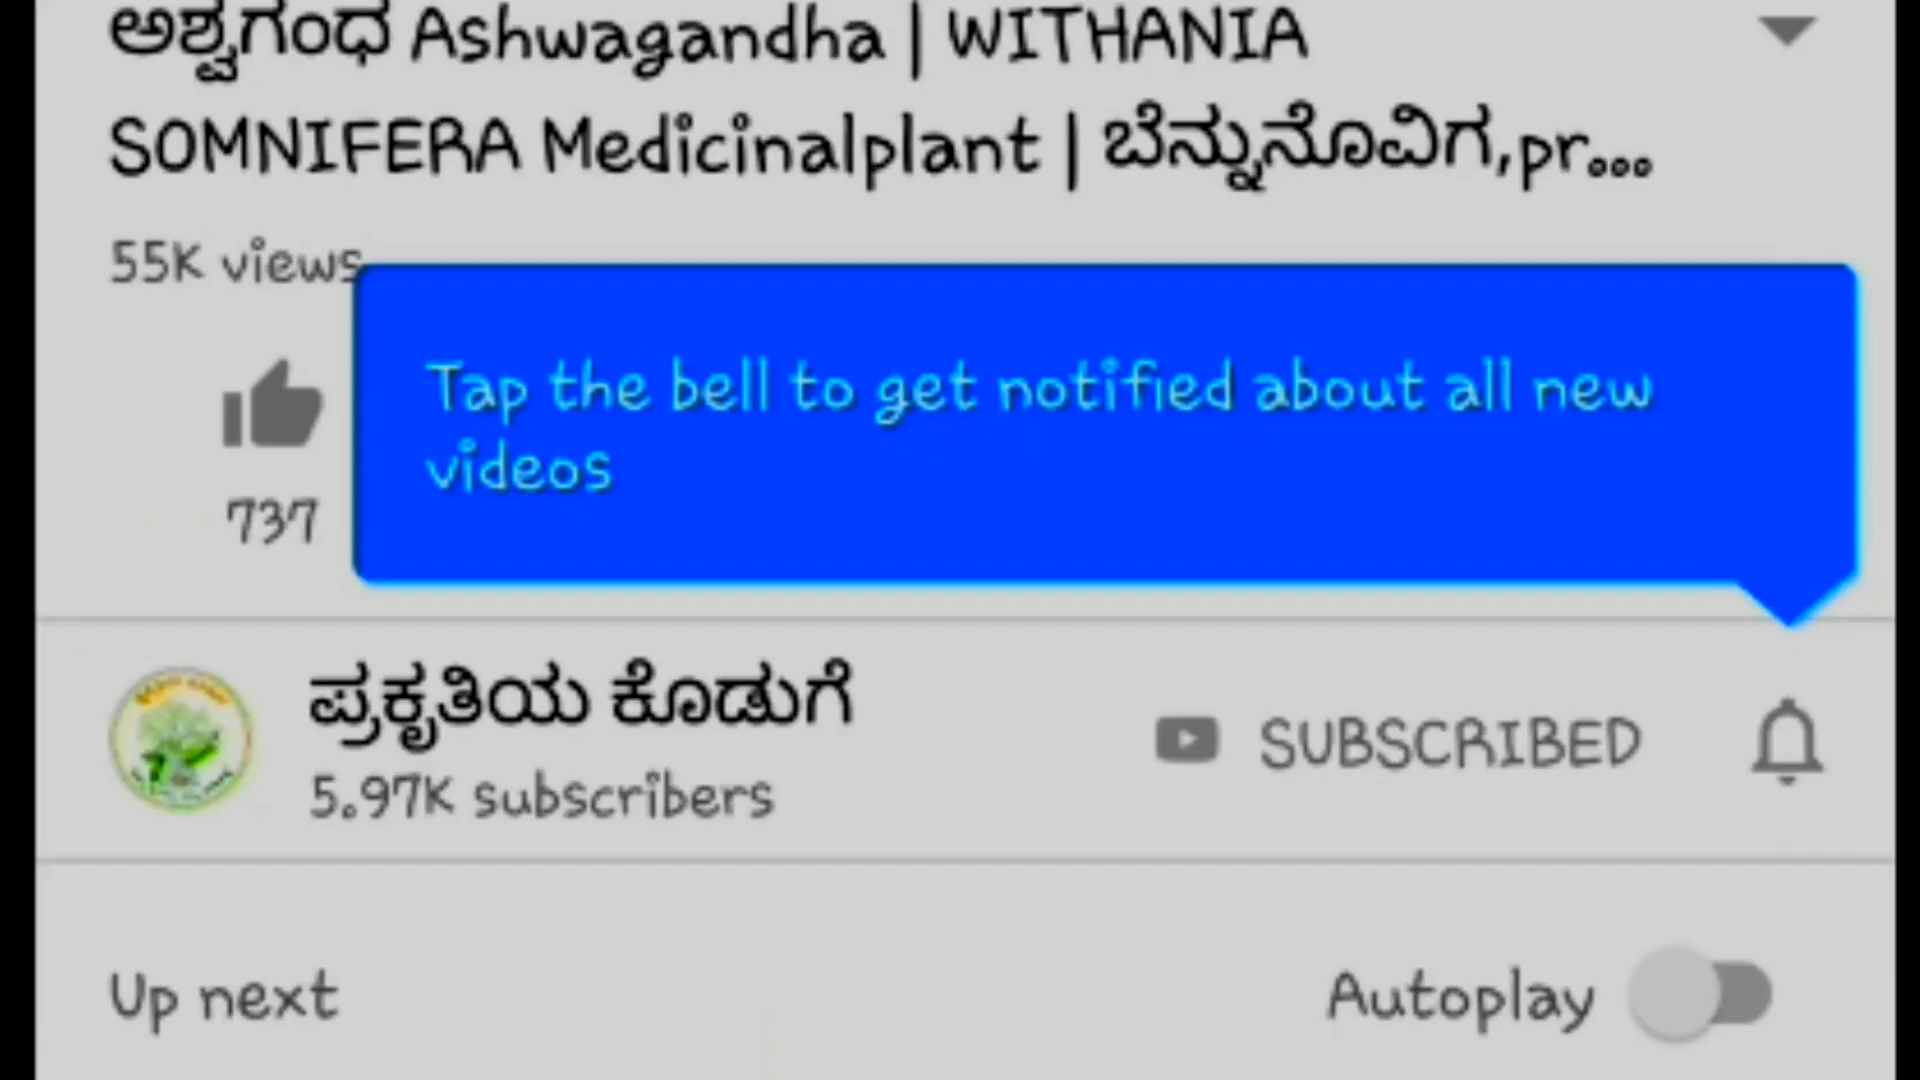 ಅಶ್ವಗಂಧ Ashwagandha | WITHANIA
SOMNIFERA Medicinalplant | ಬೆನ್ನುನೊವಿಗ,pr...
55K views
Tap the bell to get notified about all new
videos
737
ಪ್ರಕೃತಿಯ ಕೊಡುಗೆ
SUBSCRIBED
5.97K subscribers
Up next
Autoplay